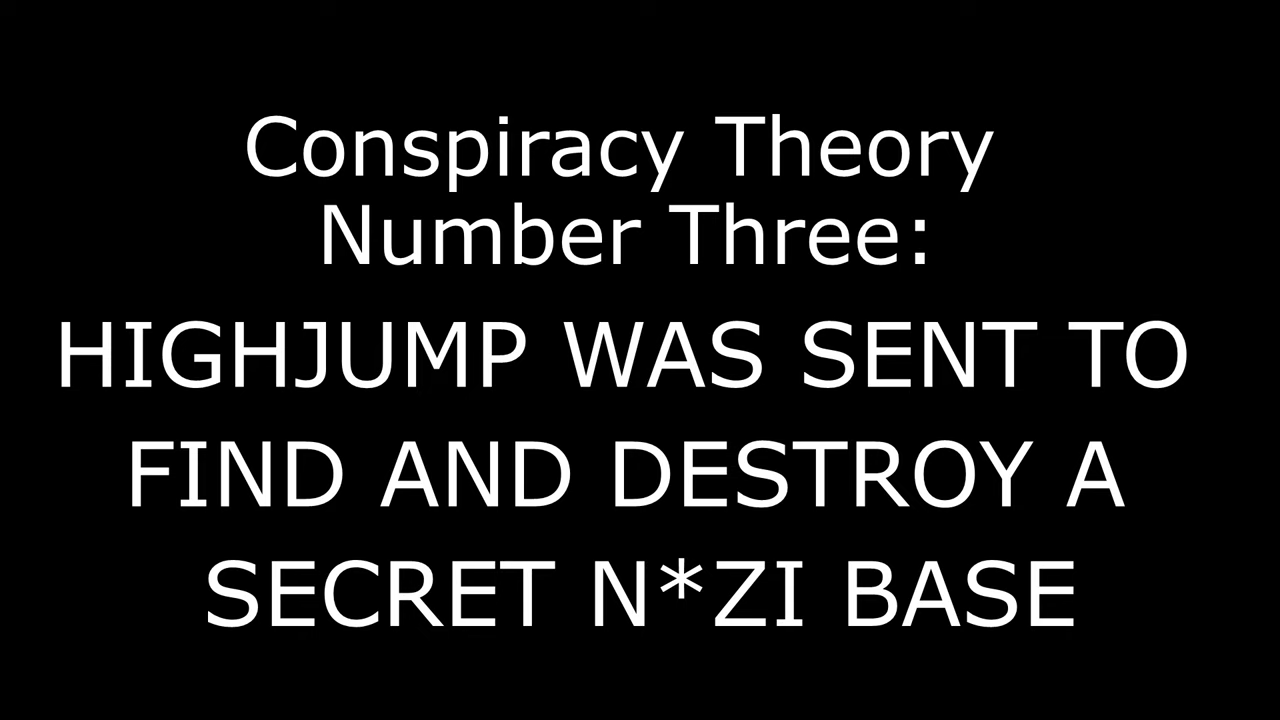 Conspiracy Theory
Number Three:
HIGHJUMP WAS SENT TO
FIND AND DESTROY A
SECRET N*ZI BASE